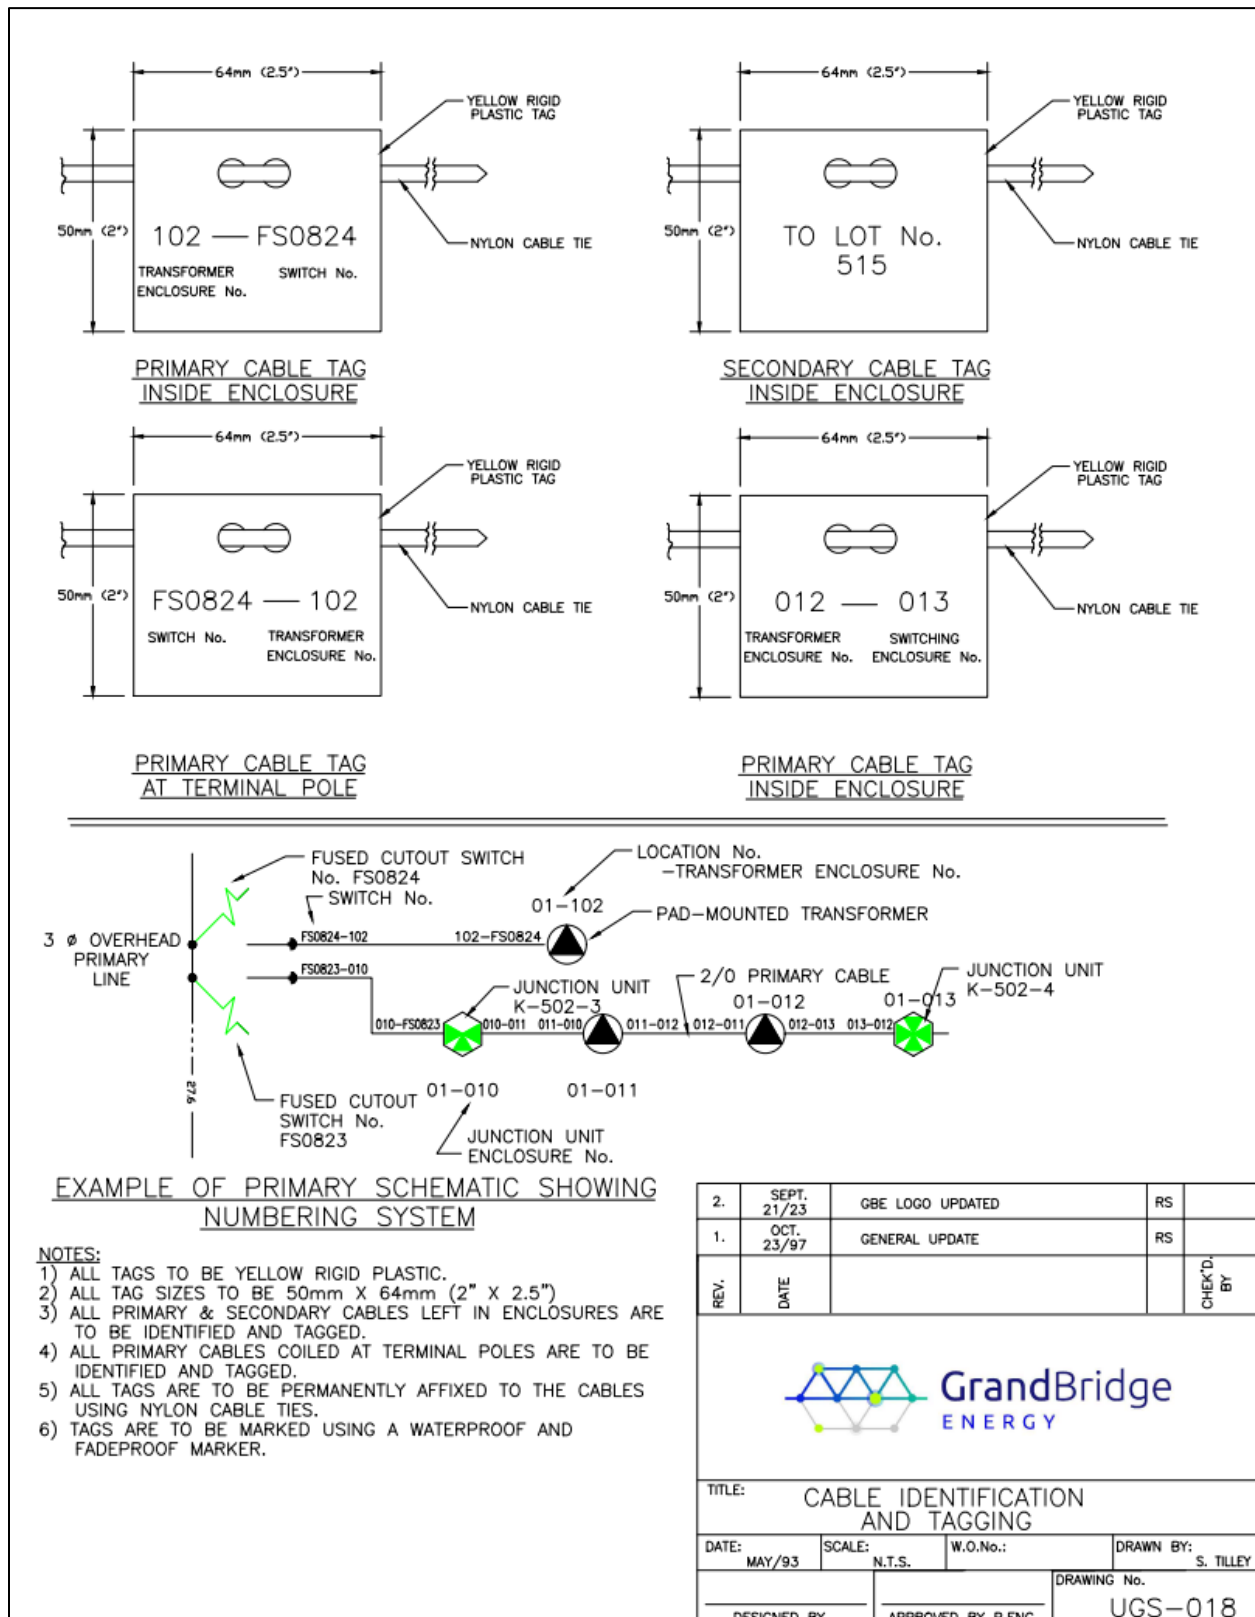 64mm (2.5")
YELLOW RIGID
PLASTIC TAG
50mm (2")
102 — FS0824
TRANSFORMER
ENCLOSURE No.
SWITCH No.
NYLON CABLE TIE
PRIMARY CABLE TAG
INSIDE ENCLOSURE
64mm (2.5")
YELLOW RIGID
PLASTIC TAG
50mm (2")
TO LOT No.
515
NYLON CABLE TIE
SECONDARY CABLE TAG
INSIDE ENCLOSURE
64mm (2.5")
YELLOW RIGID
PLASTIC TAG
50mm (2")
FS0824 — 102
SWITCH No.
TRANSFORMER
ENCLOSURE No.
NYLON CABLE TIE
PRIMARY CABLE TAG
AT TERMINAL POLE
64mm (2.5")
YELLOW RIGID
PLASTIC TAG
50mm (2")
012 — 013
TRANSFORMER
ENCLOSURE No.
SWITCHING
ENCLOSURE No.
NYLON CABLE TIE
PRIMARY CABLE TAG
INSIDE ENCLOSURE
FUSED CUTOUT SWITCH
No. FS0824
SWITCH No.
LOCATION No.
-TRANSFORMER ENCLOSURE No.
01-102
PAD-MOUNTED TRANSFORMER
3 ø OVERHEAD
PRIMARY
LINE
FS0824-102
102-FS0824
FS0823-010
JUNCTION UNIT
K-502-3
2/0 PRIMARY CABLE
01-012
01-013
JUNCTION UNIT
K-502-4
010-FS0823
010-011
011-010
011-012
012-011
012-013
013-012
27.6
FUSED CUTOUT
SWITCH No.
FS0823
01-010
01-011
JUNCTION UNIT
ENCLOSURE No.
EXAMPLE OF PRIMARY SCHEMATIC SHOWING
NUMBERING SYSTEM
NOTES:
1) ALL TAGS TO BE YELLOW RIGID PLASTIC.
2) ALL TAG SIZES TO BE 50mm X 64mm (2" X 2.5")
3) ALL PRIMARY & SECONDARY CABLES LEFT IN ENCLOSURES ARE
TO BE IDENTIFIED AND TAGGED.
4) ALL PRIMARY CABLES COILED AT TERMINAL POLES ARE TO BE
IDENTIFIED AND TAGGED.
5) ALL TAGS ARE TO BE PERMANENTLY AFFIXED TO THE CABLES
USING NYLON CABLE TIES.
6) TAGS ARE TO BE MARKED USING A WATERPROOF AND
FADEPROOF MARKER.
2. SEPT. 21/23 GBE LOGO UPDATED RS
1. OCT. 23/97 GENERAL UPDATE RS
REV. DATE CHEK'D. BY
GrandBridge
ENERGY
TITLE:
CABLE IDENTIFICATION
AND TAGGING
DATE: MAY/93 SCALE: N.T.S. W.O.No.: DRAWN BY: S. TILLEY
DRAWING No.
UGS-018
DESIGNED BY APPROVED BY P.ENG